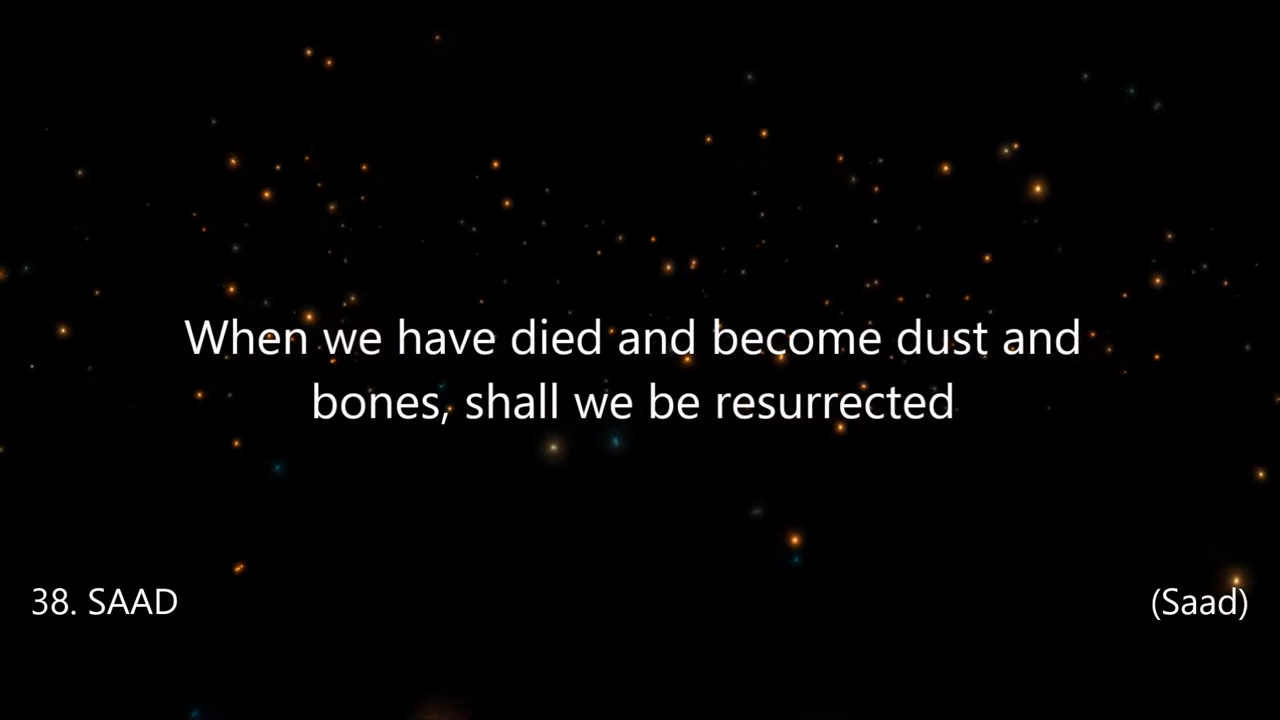 When we have died and become dust and
bones, shall we be resurrected
38. SAAD
(Saad)